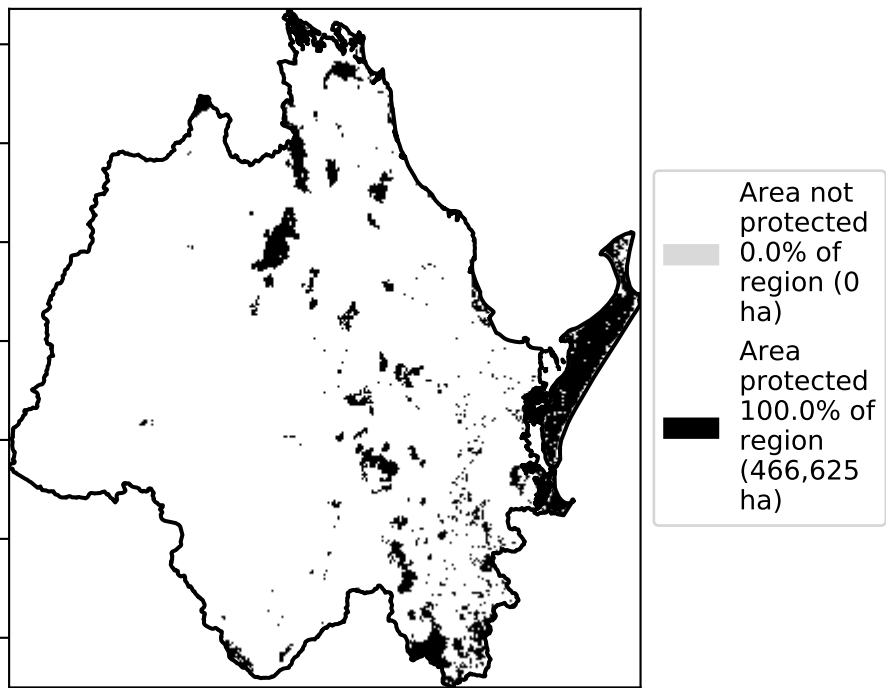 Area not
protected
0.0% of
region (0
ha)
Area
protected
100.0% of
region
(466,625
ha)